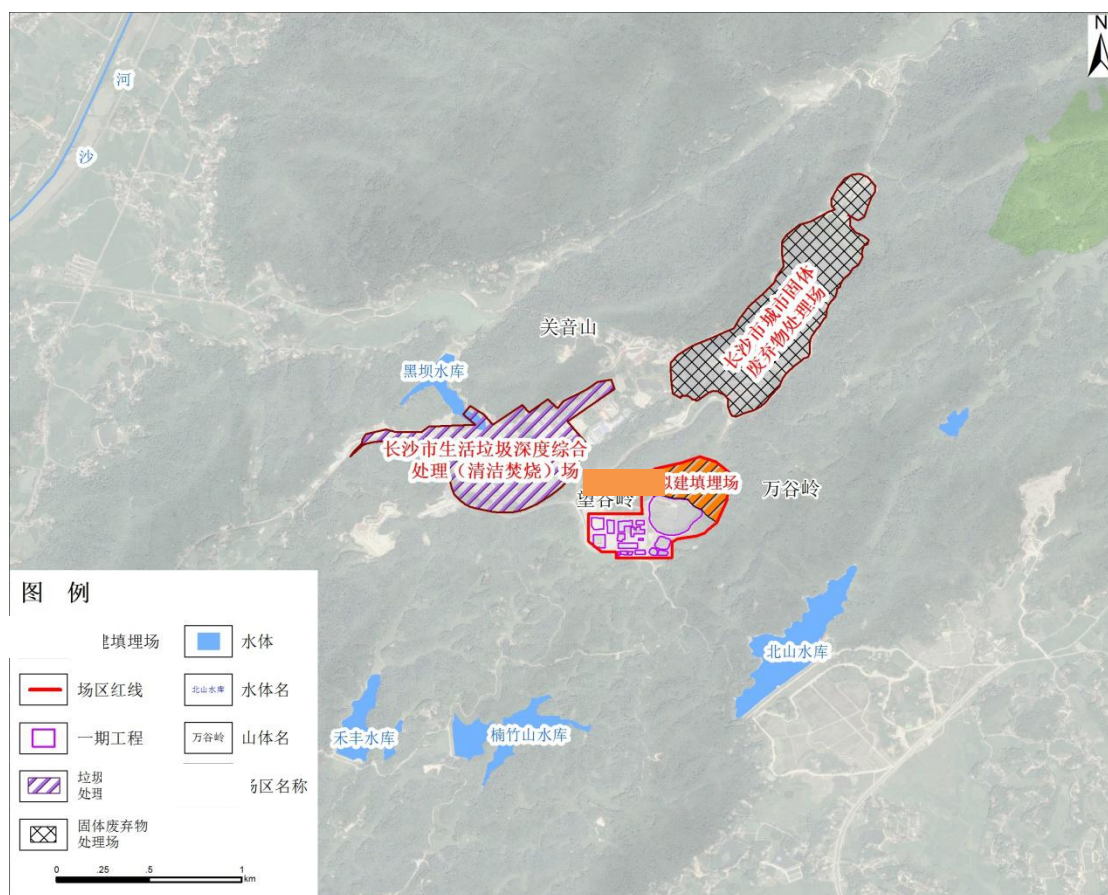 N
河
沙
关音山
长沙市城市固体
废弃物处理场
黑坝水库
长沙市生活垃圾深度综合
处理（清洁焚烧）场
建填埋场
望谷岭
万谷岭
北山水库
禾丰水库
楠竹山水库
图 例
填埋场
水体
场区红线
北山水库
水体名
一期工程
万谷岭
山体名
垃圾
处理
场区名称
固体废弃物
处理场
0 .25 .5 1
km